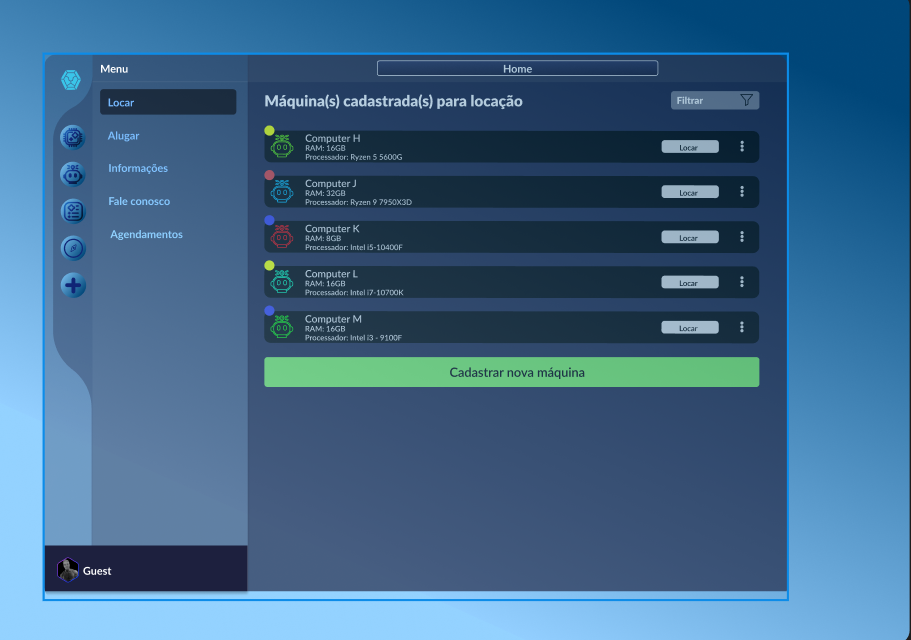 Menu
Home
Locar
Alugar
Informações
Fale conosco
Agendamentos
Guest
Máquina(s) cadastrada(s) para locação
Filtrar
Computer H
RAM: 16GB
Processador: Ryzen 5 5600G
Locar
Computer J
RAM: 32GB
Processador: Ryzen 9 7950X3D
Locar
Computer K
RAM: 8GB
Processador: Intel i5-10400F
Locar
Computer L
RAM: 16GB
Processador: Intel i7-10700K
Locar
Computer M
RAM: 16GB
Processador: Intel i3 - 9100F
Locar
Cadastrar nova máquina